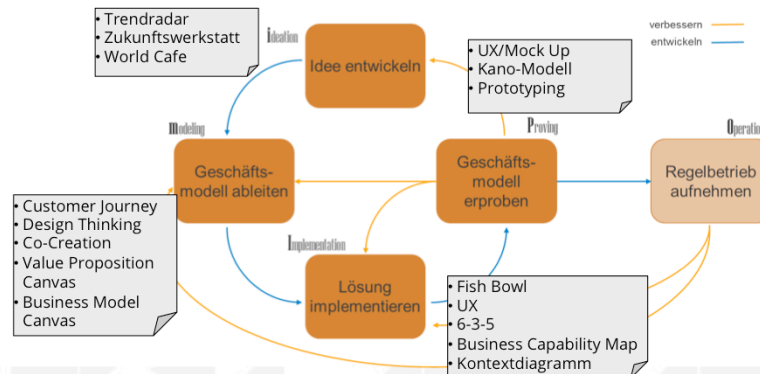 • Trendradar
• Zukunftswerkstatt
• World Cafe
ideation
Idee entwickeln
• UX/Mock Up
• Kano-Modell
• Prototyping
verbessern
entwickeln
modeling
Geschäfts-
modell ableiten
Proving
Geschäfts-
modell
erproben
Operation
Regelbetrieb
aufnehmen
• Customer Journey
• Design Thinking
• Co-Creation
• Value Proposition
Canvas
• Business Model
Canvas
Implementation
Lösung
implementieren
• Fish Bowl
• UX
• 6-3-5
• Business Capability Map
• Kontextdiagramm